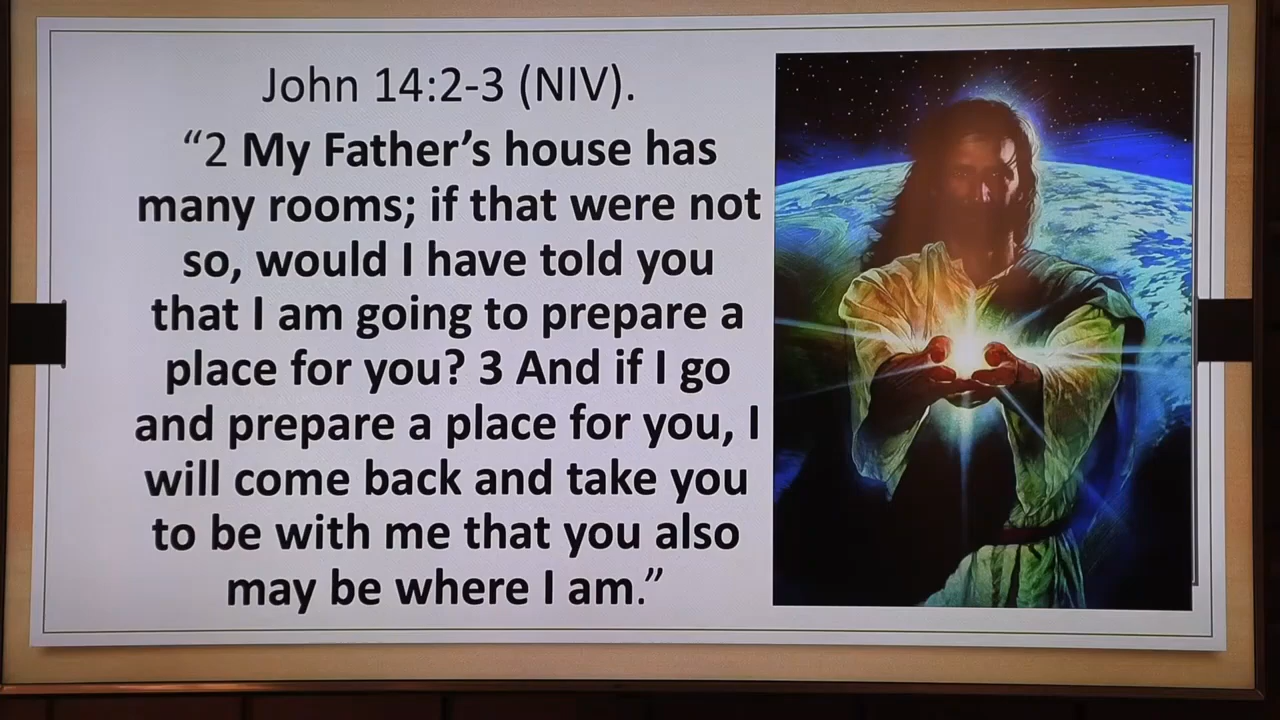 John 14:2-3 (NIV).
“2 My Father’s house has
many rooms; if that were not
so, would I have told you
that I am going to prepare a
place for you? 3 And if I go
and prepare a place for you, I
will come back and take you
to be with me that you also
may be where I am.”